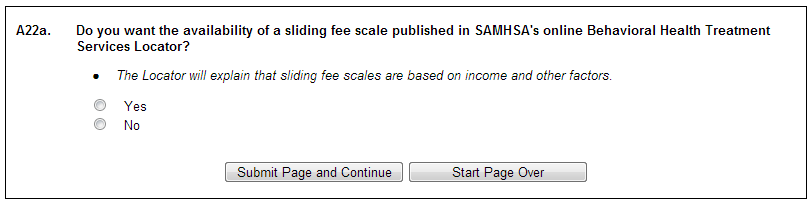 A22a. Do you want the availability of a sliding fee scale published in SAMHSA's online Behavioral Health Treatment
Services Locator?
• The Locator will explain that sliding fee scales are based on income and other factors.
Yes
No
Submit Page and Continue Start Page Over